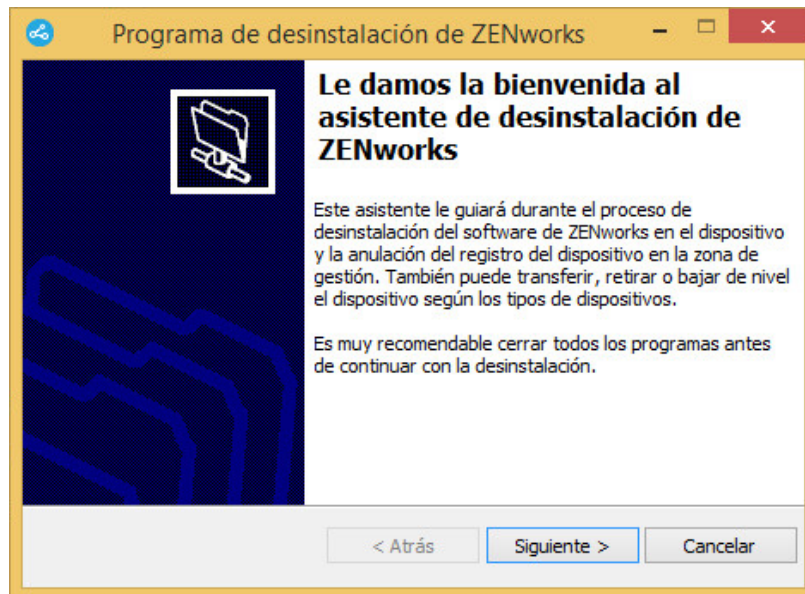 Programa de desinstalación de ZENworks
Le damos la bienvenida al
asistente de desinstalación de
ZENworks
Este asistente le guiará durante el proceso de
desinstalación del software de ZENworks en el dispositivo
y la anulación del registro del dispositivo en la zona de
gestión. También puede transferir, retirar o bajar de nivel
el dispositivo según los tipos de dispositivos.
Es muy recomendable cerrar todos los programas antes
de continuar con la desinstalación.
< Atrás
Siguiente >
Cancelar